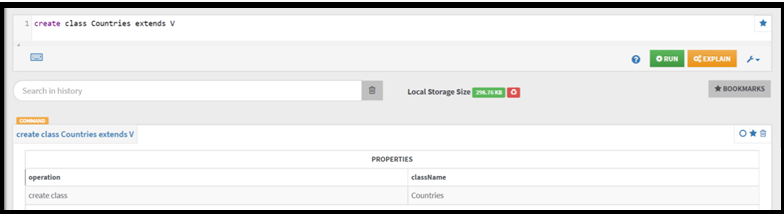 1 create class Countries extends V
? RUN EXPLAIN
Search in history Local Storage Size 296.76 KB BOOKMARKS
COMMAND
create class Countries extends V
PROPERTIES
operation className
create class Countries